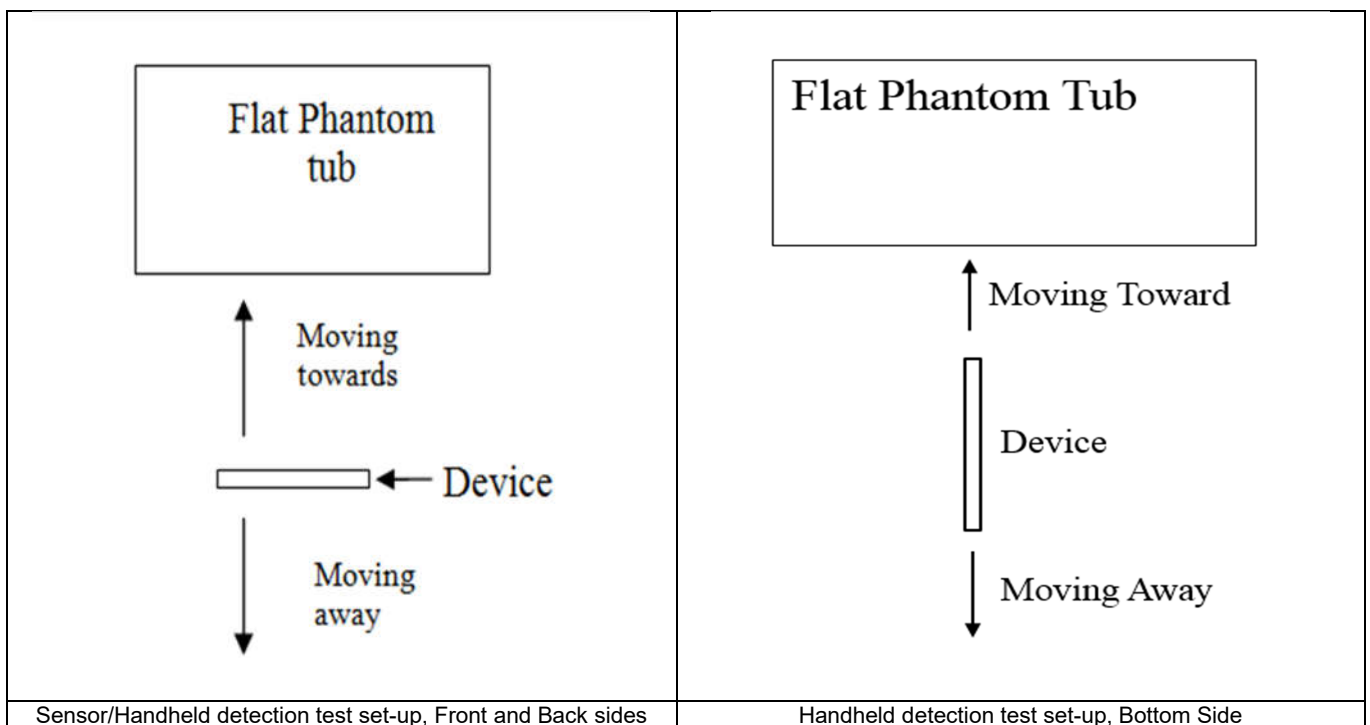 Flat Phantom
tub
Moving
towards
Device
Moving
away
Sensor/Handheld detection test set-up, Front and Back sides
Flat Phantom Tub
Moving Toward
Device
Moving Away
Handheld detection test set-up, Bottom Side